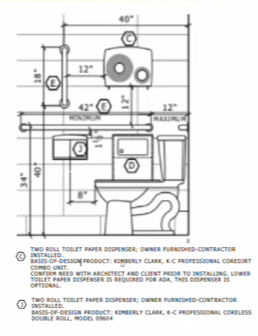 40"
C
12"
18"
E
E
42"
MINIMUM
12"
12"
MAXIMUM
J
D
34"
40"
8"
C TWO ROLL TOILET PAPER DISPENSER; OWNER FURNISHED-CONTRACTOR
INSTALLED.
BASIS-OF-DESIGN PRODUCT: KIMBERLY CLARK, K-C PROFESSIONAL COREDIRT
COMBO UNIT.
CONFIRM NEED WITH ARCHITECT AND CLIENT PRIOR TO INSTALLING. LOWER
TOILET PAPER DISPENSER IS REQUIRED FOR ADA, THIS DISPENSER IS
OPTIONAL.
J TWO ROLL TOILET PAPER DISPENSER; OWNER FURNISHED-CONTRACTOR
INSTALLED.
BASIS-OF-DESIGN PRODUCT: KIMBERLY CLARK, K-C PROFESSIONAL CORELESS
DOUBLE ROLL, MODEL 09604